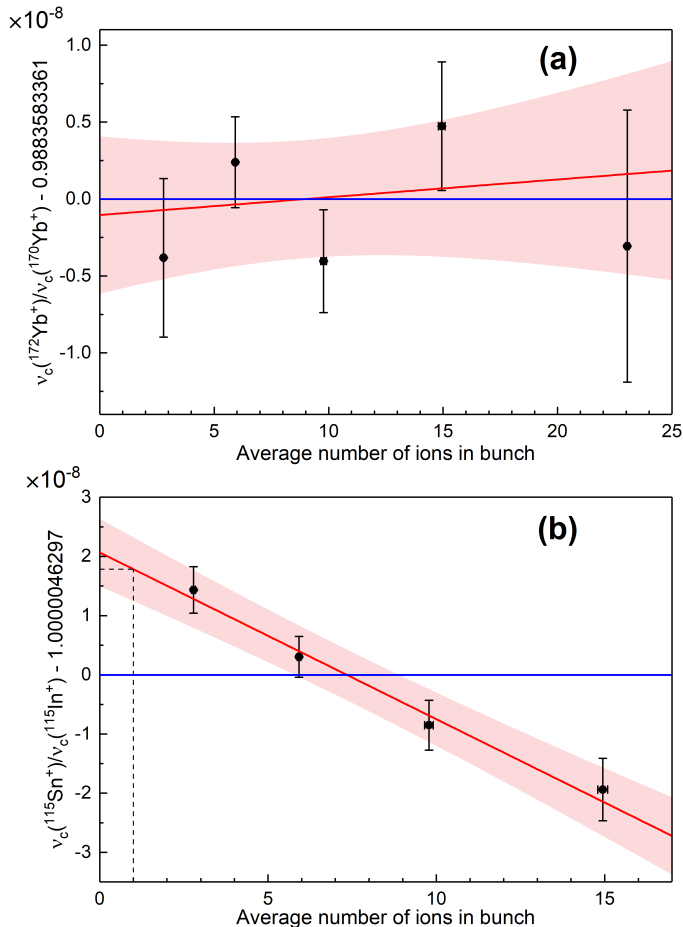 ×10⁻⁸
(a)
1.0
0.5
0.0
-0.5
-1.0
ν_c(¹⁷²Yb⁺)/ν_c(¹⁷⁰Yb⁺) - 0.9883583361
0 5 10 15 20 25
Average number of ions in bunch
×10⁻⁸
(b)
3
2
1
0
-1
-2
-3
ν_c(¹¹⁵Sn⁺)/ν_c(¹¹⁵In⁺) - 1.0000046297
0 5 10 15
Average number of ions in bunch